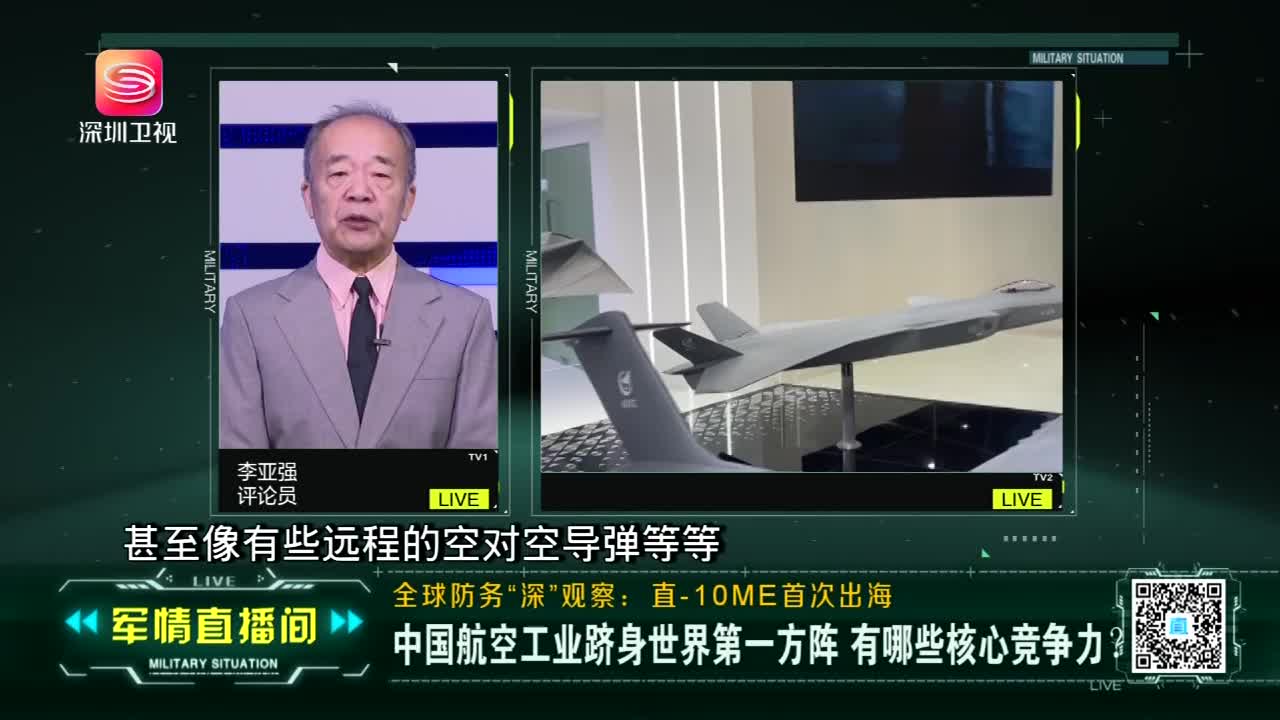 MILITARY SITUATION
深圳卫视
MILITARY
MILITARY
TV1
李亚强
评论员
LIVE
TV2
LIVE
甚至像有些远程的空对空导弹等等
LIVE
军情直播间
MILITARY SITUATION
全球防务“深”观察：直-10ME首次出海
中国航空工业跻身世界第一方阵 有哪些核心竞争力？
直
LIVE